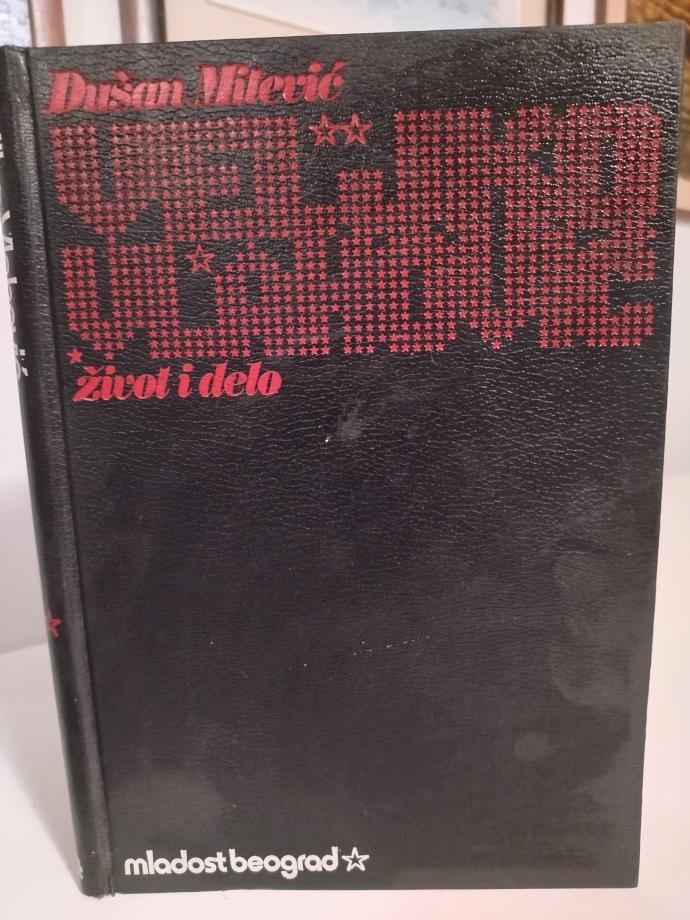 Dušan Mitević
VELJKO
VLAHOVIĆ
život i delo
mladost beograd